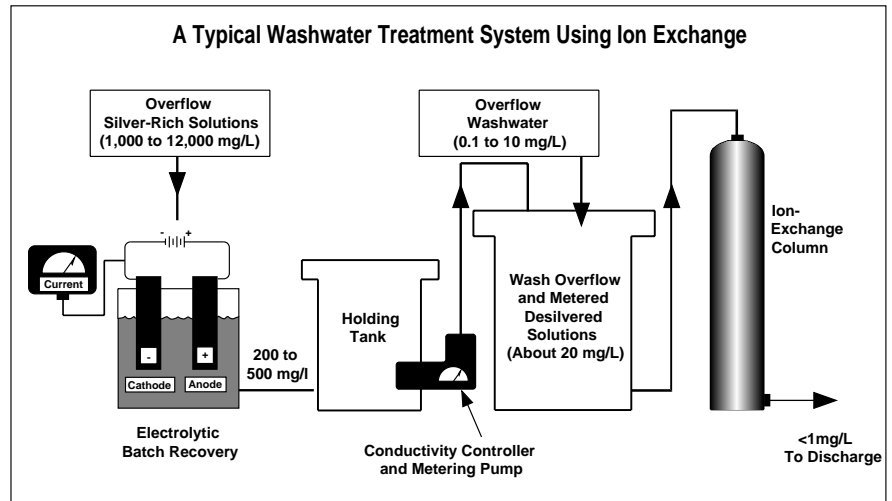 A Typical Washwater Treatment System Using Ion Exchange
Overflow
Silver-Rich Solutions
(1,000 to 12,000 mg/L)
Overflow
Washwater
(0.1 to 10 mg/L)
- +
Current
-
+
Cathode
Anode
200 to
500 mg/l
Electrolytic
Batch Recovery
Holding
Tank
Conductivity Controller
and Metering Pump
Wash Overflow
and Metered
Desilvered
Solutions
(About 20 mg/L)
Ion-
Exchange
Column
<1mg/L
To Discharge